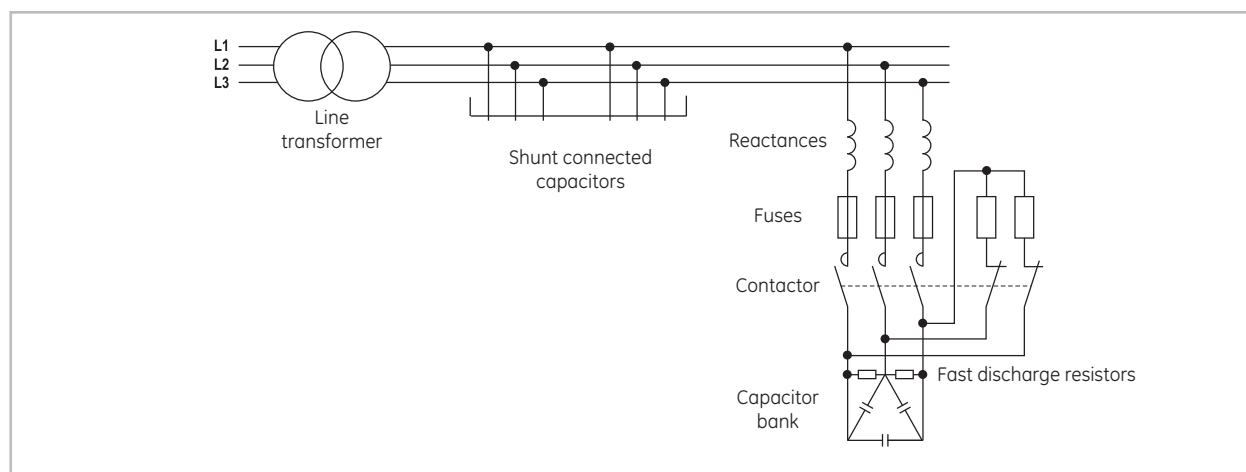 L1
L2
L3
Line
transformer
Shunt connected
capacitors
Reactances
Fuses
Contactor
Fast discharge resistors
Capacitor
bank